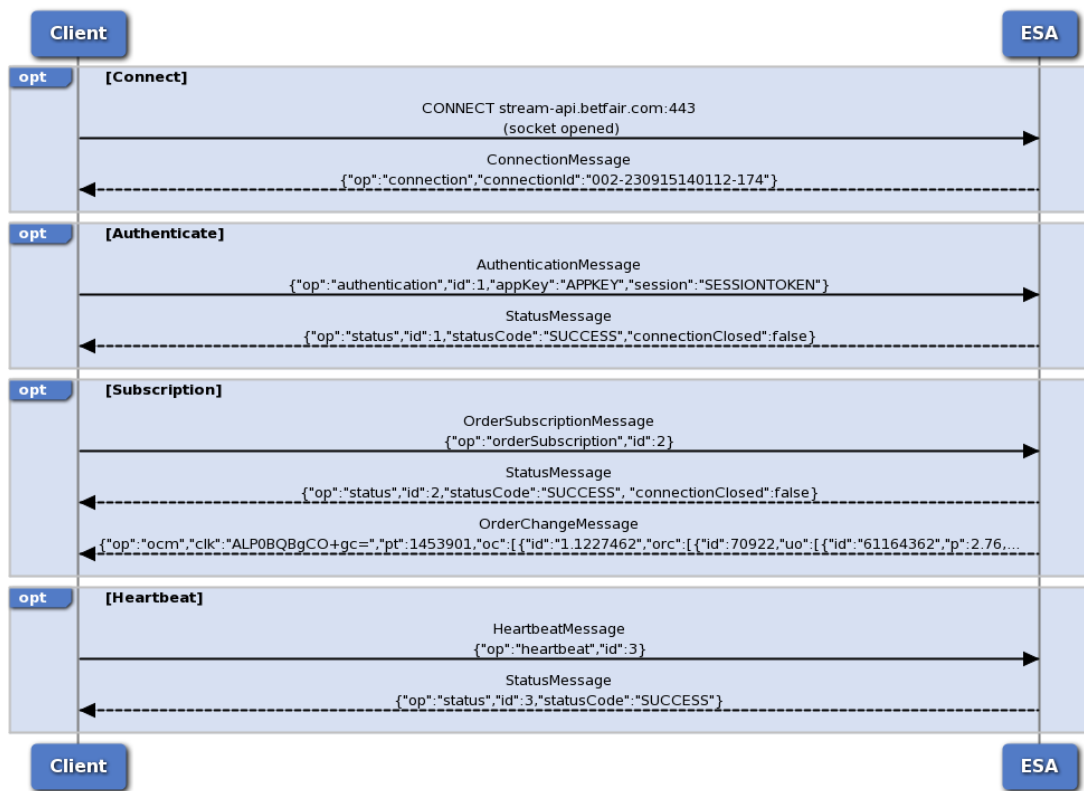 Client
ESA
opt
[Connect]
CONNECT stream-api.betfair.com:443
(socket opened)
ConnectionMessage
{"op":"connection","connectionId":"002-230915140112-174"}
opt
[Authenticate]
AuthenticationMessage
{"op":"authentication","id":1,"appKey":"APPKEY","session":"SESSIONTOKEN"}
StatusMessage
{"op":"status","id":1,"statusCode":"SUCCESS","connectionClosed":false}
opt
[Subscription]
OrderSubscriptionMessage
{"op":"orderSubscription","id":2}
StatusMessage
{"op":"status","id":2,"statusCode":"SUCCESS", "connectionClosed":false}
OrderChangeMessage
{"op":"ocm","clk":"ALP0BQBgCO+gc=","pt":1453901,"oc":[{"id":"1.1227462","orc":[{"id":70922,"uo":[{"id":"61164362","p":2.76,...
opt
[Heartbeat]
HeartbeatMessage
{"op":"heartbeat","id":3}
StatusMessage
{"op":"status","id":3,"statusCode":"SUCCESS"}
Client
ESA